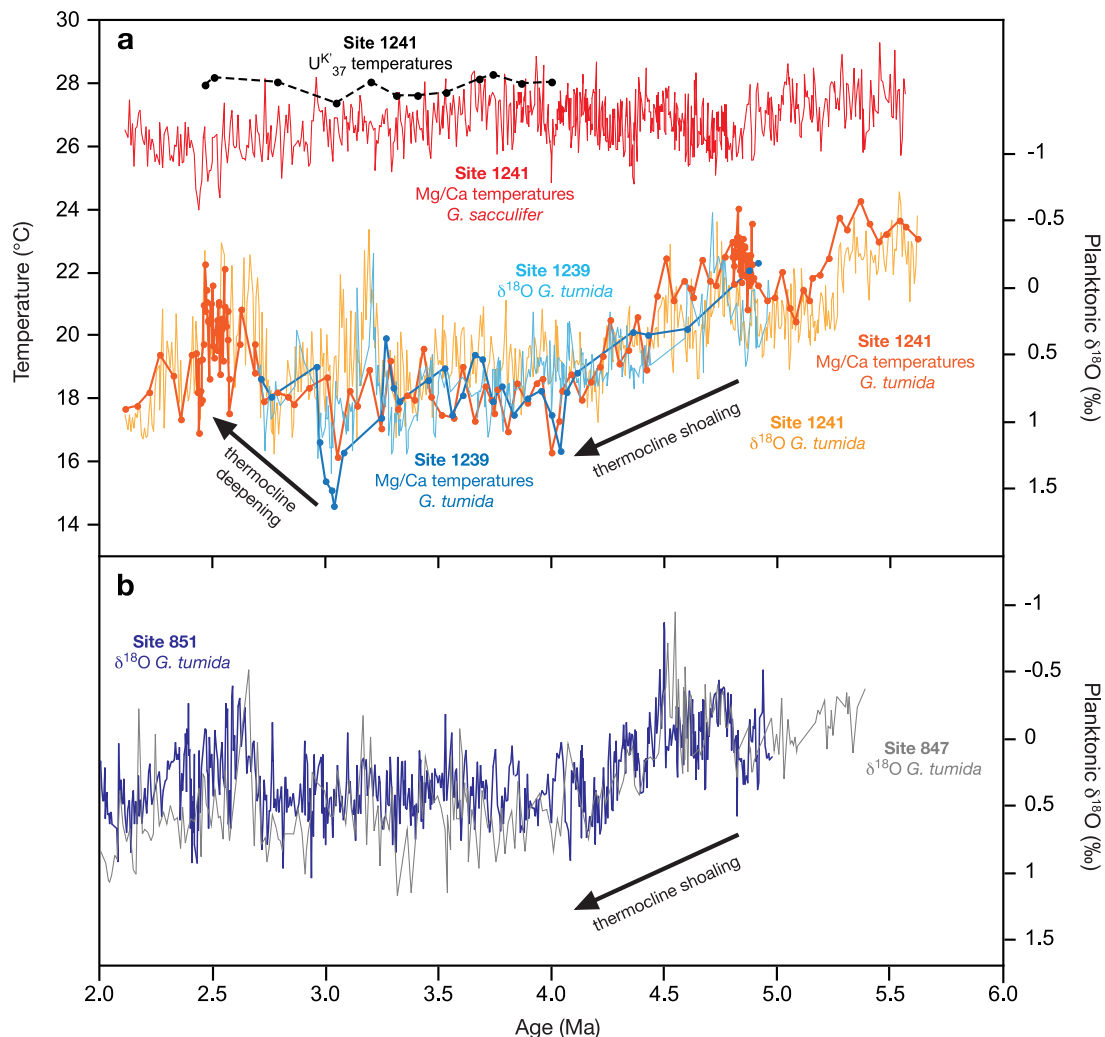 a
Site 1241
U^K'_37 temperatures
Site 1241
Mg/Ca temperatures
G. sacculifer
Site 1239
δ18O G. tumida
Site 1241
Mg/Ca temperatures
G. tumida
Site 1241
δ18O G. tumida
Site 1239
Mg/Ca temperatures
G. tumida
thermocline
deepening
thermocline shoaling
Temperature (°C)
30
28
26
24
22
20
18
16
14
-1
-0.5
0
0.5
1
1.5
Planktonic δ18O (‰)
b
Site 851
δ18O G. tumida
Site 847
δ18O G. tumida
thermocline shoaling
-1
-0.5
0
0.5
1
1.5
Planktonic δ18O (‰)
2.0 2.5 3.0 3.5 4.0 4.5 5.0 5.5 6.0
Age (Ma)